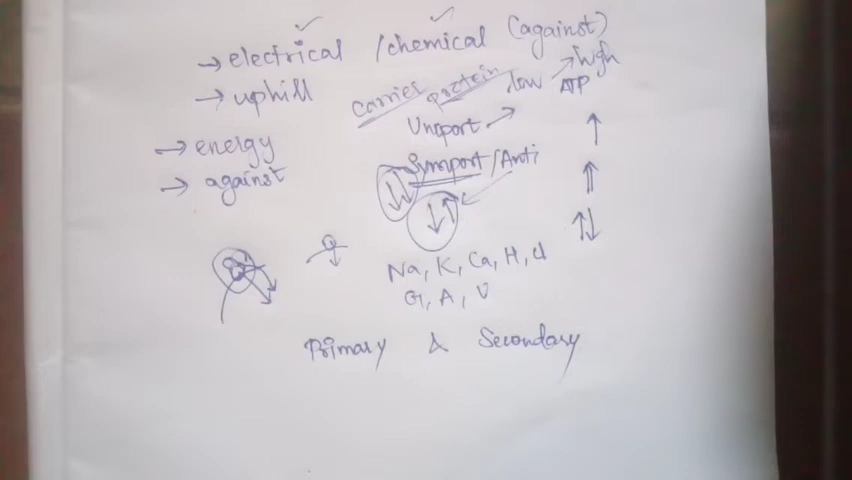 → electrical / chemical (against)
→ uphill Carrier Protein low → high
ATP
Uniport →
→ energy
Symport / Anti
→ against
Na, K, Ca, H, Cl
G, A, U
Primary & Secondary